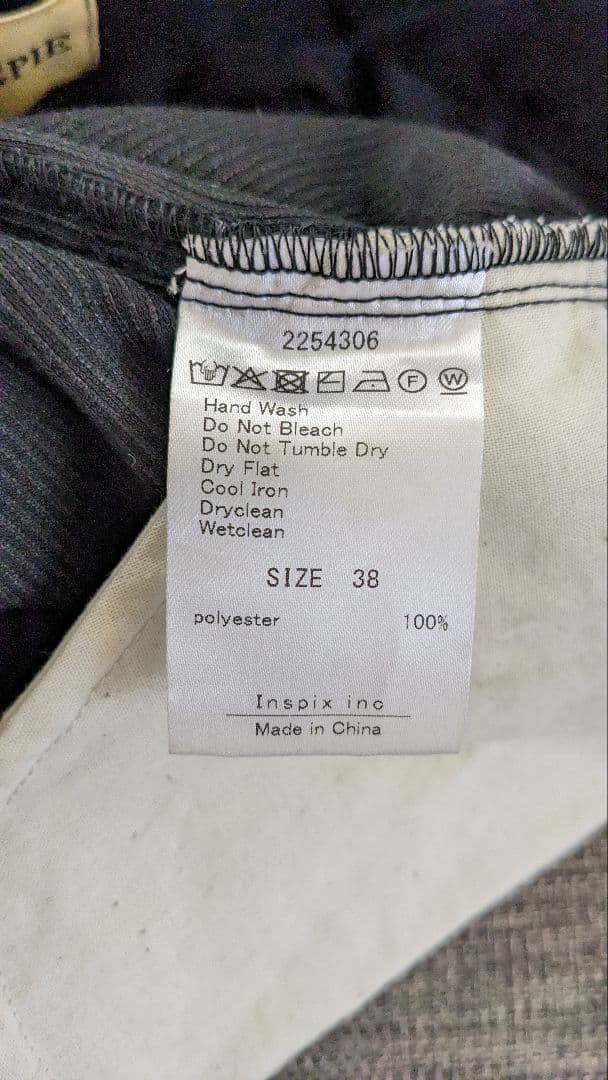 PIE
2254306
F W
Hand Wash
Do Not Bleach
Do Not Tumble Dry
Dry Flat
Cool Iron
Dryclean
Wetclean
SIZE 38
polyester 100%
Inspix inc
Made in China